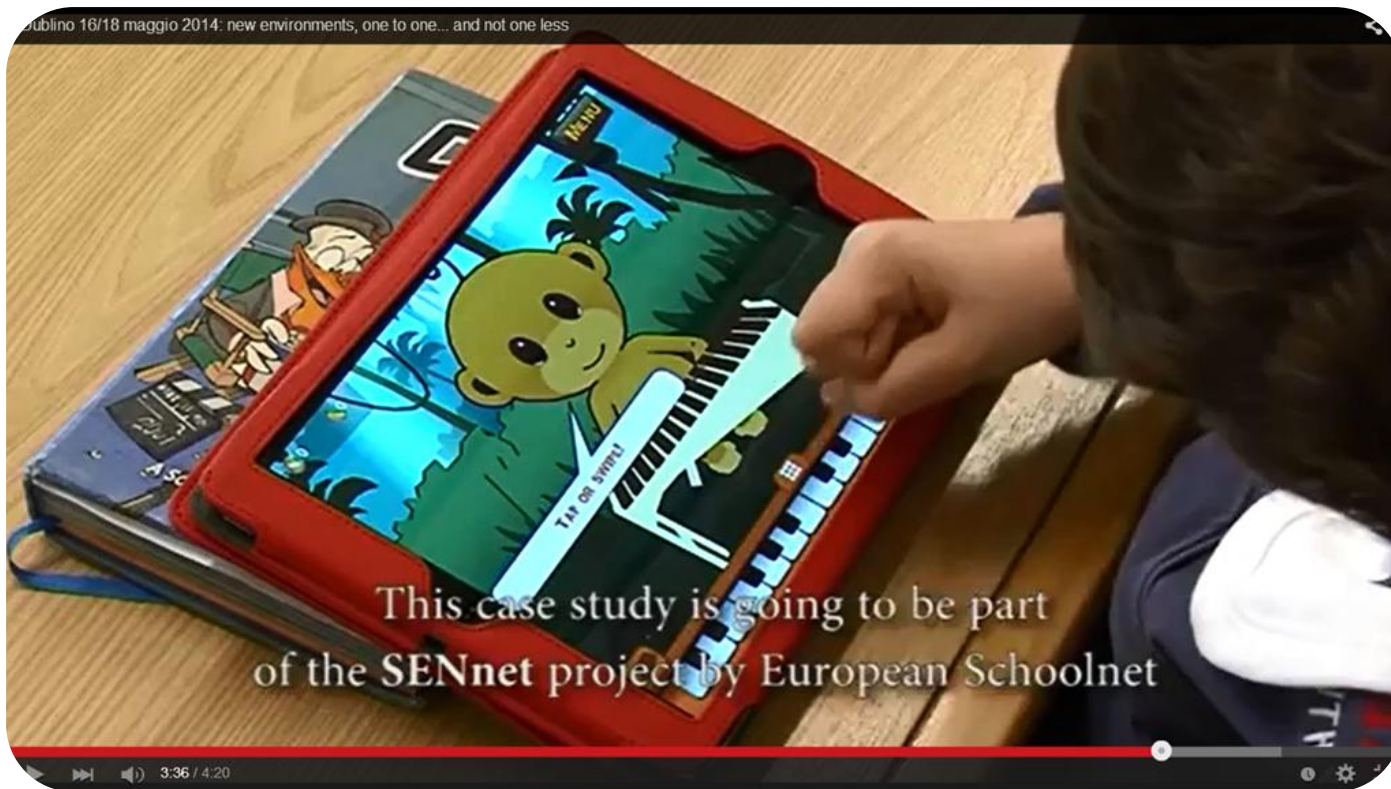 Dublino 16/18 maggio 2014: new environments, one to one... and not one less
MENU
TAP OR SWIPE!
This case study is going to be part
of the SENnet project by European Schoolnet
3:36 / 4:20